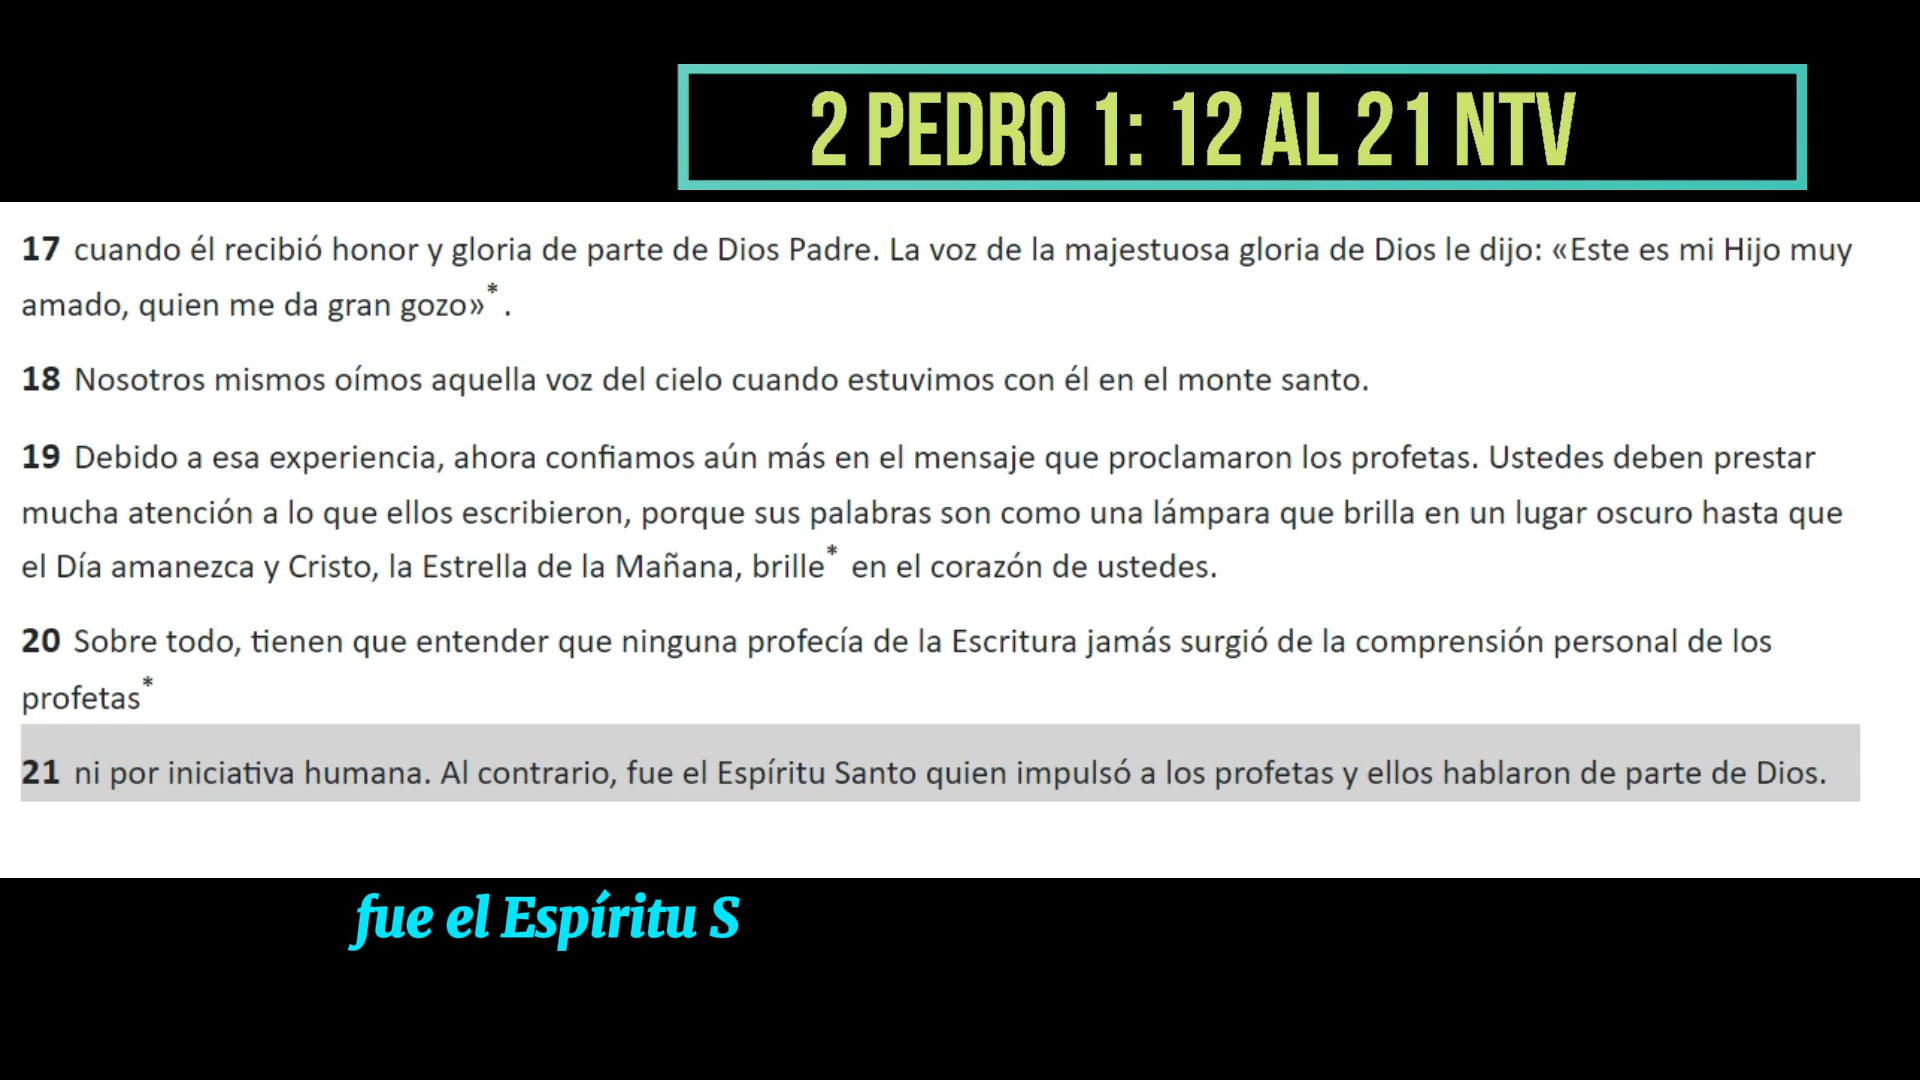 2 PEDRO 1: 12 AL 21 NTV
17 cuando él recibió honor y gloria de parte de Dios Padre. La voz de la majestuosa gloria de Dios le dijo: «Este es mi Hijo muy
amado, quien me da gran gozo»*.
18 Nosotros mismos oímos aquella voz del cielo cuando estuvimos con él en el monte santo.
19 Debido a esa experiencia, ahora confiamos aún más en el mensaje que proclamaron los profetas. Ustedes deben prestar
mucha atención a lo que ellos escribieron, porque sus palabras son como una lámpara que brilla en un lugar oscuro hasta que
el Día amanezca y Cristo, la Estrella de la Mañana, brille* en el corazón de ustedes.
20 Sobre todo, tienen que entender que ninguna profecía de la Escritura jamás surgió de la comprensión personal de los
profetas*
21 ni por iniciativa humana. Al contrario, fue el Espíritu Santo quien impulsó a los profetas y ellos hablaron de parte de Dios.
fue el Espíritu S